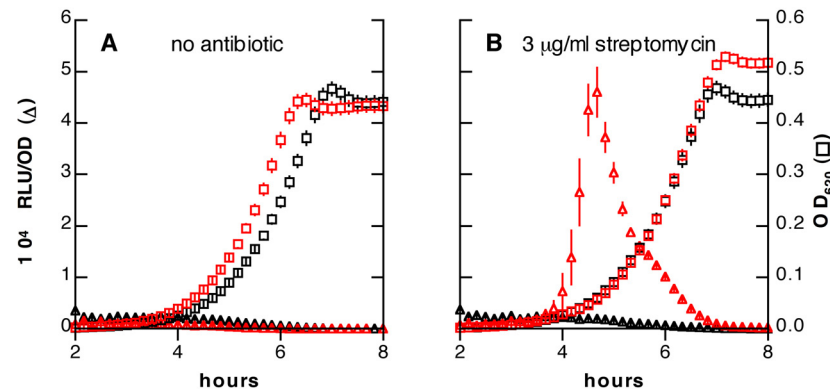 A no antibiotic
B 3 µg/ml streptomycin
6
5
4
3
2
1
0
10⁴ RLU/OD (Δ)
2 4 6 8
hours
2 4 6 8
hours
0.6
0.5
0.4
0.3
0.2
0.1
0.0
OD₆₂₀ (□)